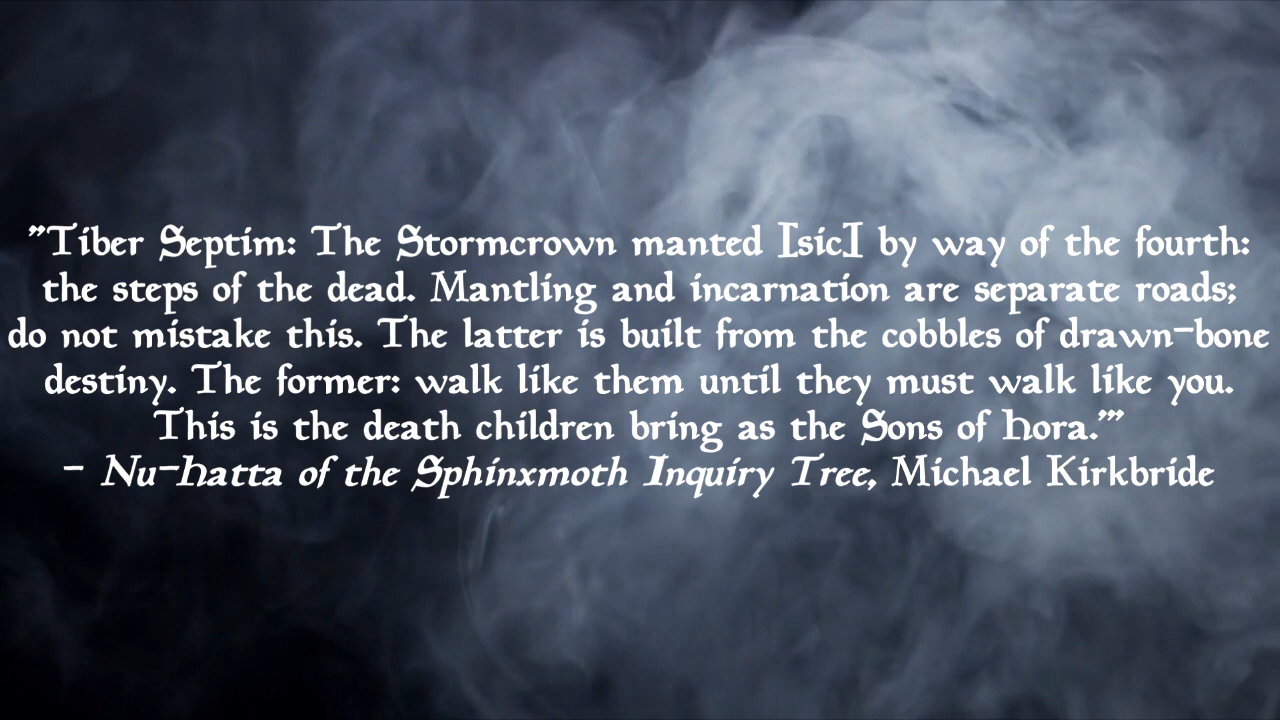 "Tiber Septim: The Stormcrown manted [sic] by way of the fourth:
the steps of the dead. Mantling and incarnation are separate roads;
do not mistake this. The latter is built from the cobbles of drawn-bone
destiny. The former: walk like them until they must walk like you.
This is the death children bring as the Sons of Hora."'
- Nu-Hatta of the Sphinxmoth Inquiry Tree, Michael Kirkbride